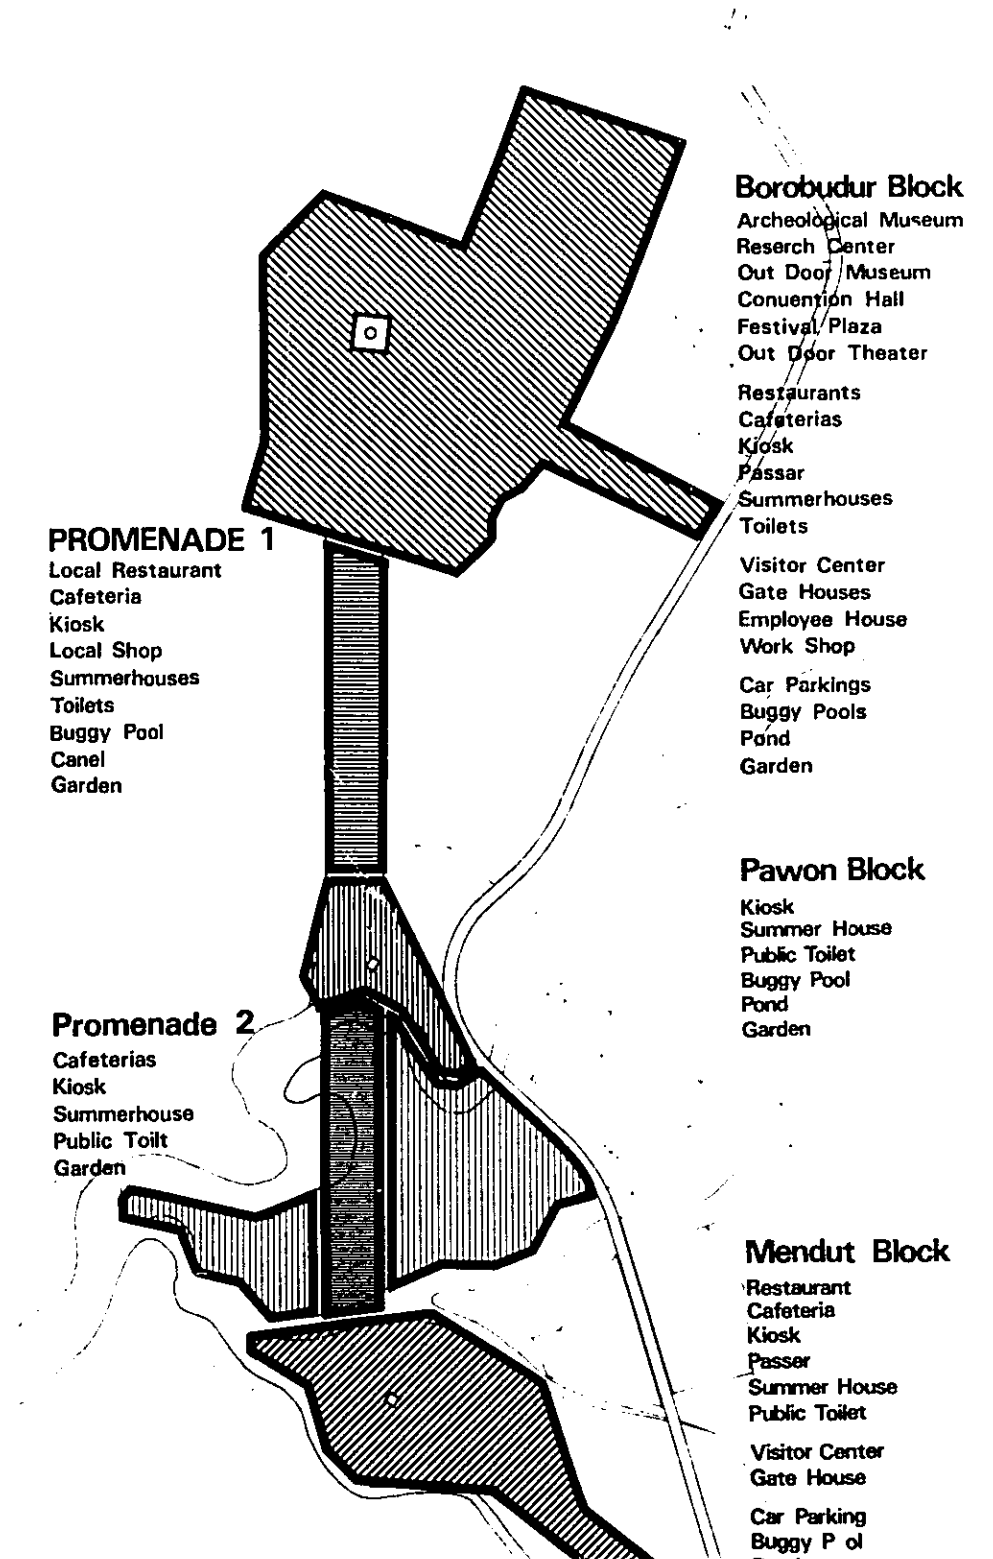 Borobudur Block
Archeological Museum
Reserch Center
Out Door Museum
Conuention Hall
Festival Plaza
Out Door Theater
Restaurants
Cafeterias
Kiosk
Passar
Summerhouses
Toilets
Visitor Center
Gate Houses
Employee House
Work Shop
Car Parkings
Buggy Pools
Pond
Garden
PROMENADE 1
Local Restaurant
Cafeteria
Kiosk
Local Shop
Summerhouses
Toilets
Buggy Pool
Canel
Garden
Pawon Block
Kiosk
Summer House
Public Toilet
Buggy Pool
Pond
Garden
Promenade 2
Cafeterias
Kiosk
Summerhouse
Public Toilt
Garden
Mendut Block
Restaurant
Cafeteria
Kiosk
Passer
Summer House
Public Toilet
Visitor Center
Gate House
Car Parking
Buggy P ol